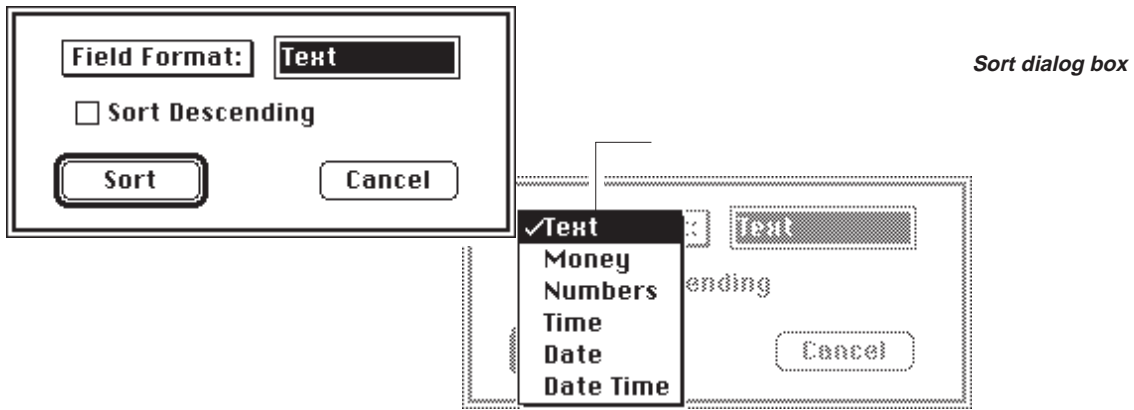 Field Format: Text
Sort Descending
Sort Cancel
Sort dialog box
✓Text
Money
Numbers
Time
Date
Date Time
Text
ending
Cancel